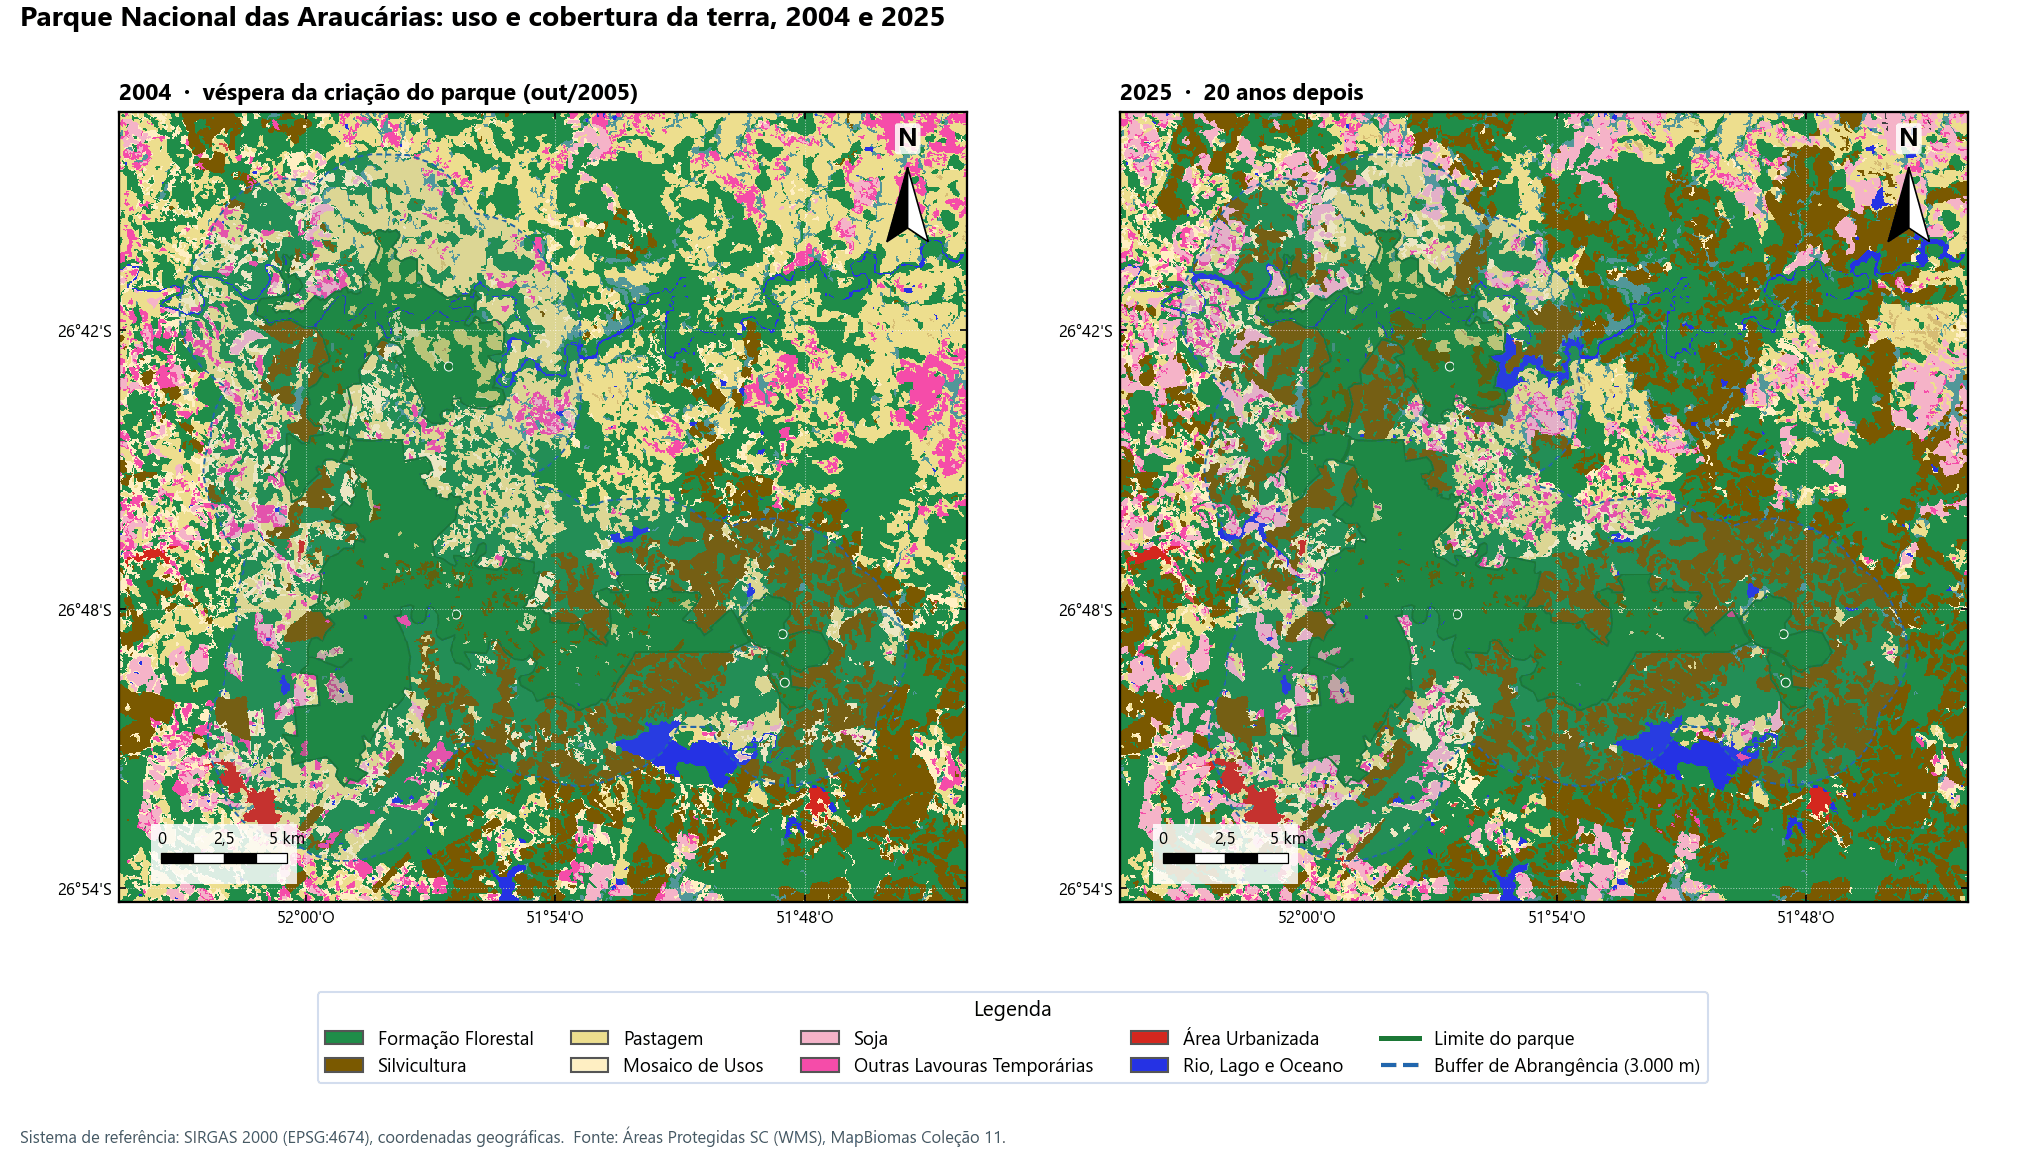 Parque Nacional das Araucárias: uso e cobertura da terra, 2004 e 2025
2004 · véspera da criação do parque (out/2005)
2025 · 20 anos depois
N
N
26°42'S
26°48'S
26°54'S
26°42'S
26°48'S
26°54'S
0 2,5 5 km
0 2,5 5 km
52°00'O 51°54'O 51°48'O
52°00'O 51°54'O 51°48'O
Legenda
Formação Florestal
Silvicultura
Pastagem
Mosaico de Usos
Soja
Outras Lavouras Temporárias
Área Urbanizada
Rio, Lago e Oceano
Limite do parque
Buffer de Abrangência (3.000 m)
Sistema de referência: SIRGAS 2000 (EPSG:4674), coordenadas geográficas. Fonte: Áreas Protegidas SC (WMS), MapBiomas Coleção 11.